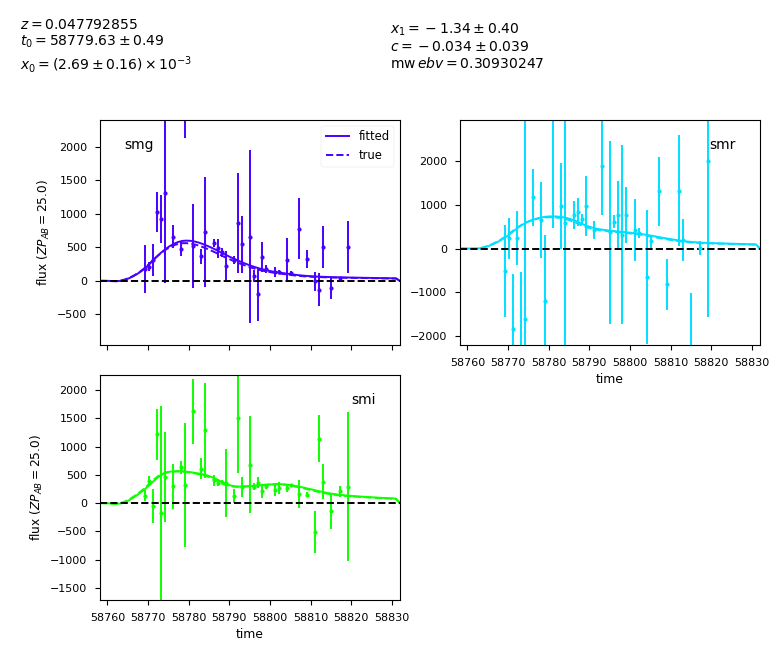 z = 0.047792855
t₀ = 58779.63 ± 0.49
x₀ = (2.69 ± 0.16) × 10⁻³
x₁ = −1.34 ± 0.40
c = −0.034 ± 0.039
mw ebv = 0.30930247
smg
fitted
true
2000
1500
1000
500
0
−500
flux (ZP_AB = 25.0)
smr
2000
1000
0
−1000
−2000
58760 58770 58780 58790 58800 58810 58820 58830
time
smi
2000
1500
1000
500
0
−500
−1000
−1500
flux (ZP_AB = 25.0)
58760 58770 58780 58790 58800 58810 58820 58830
time